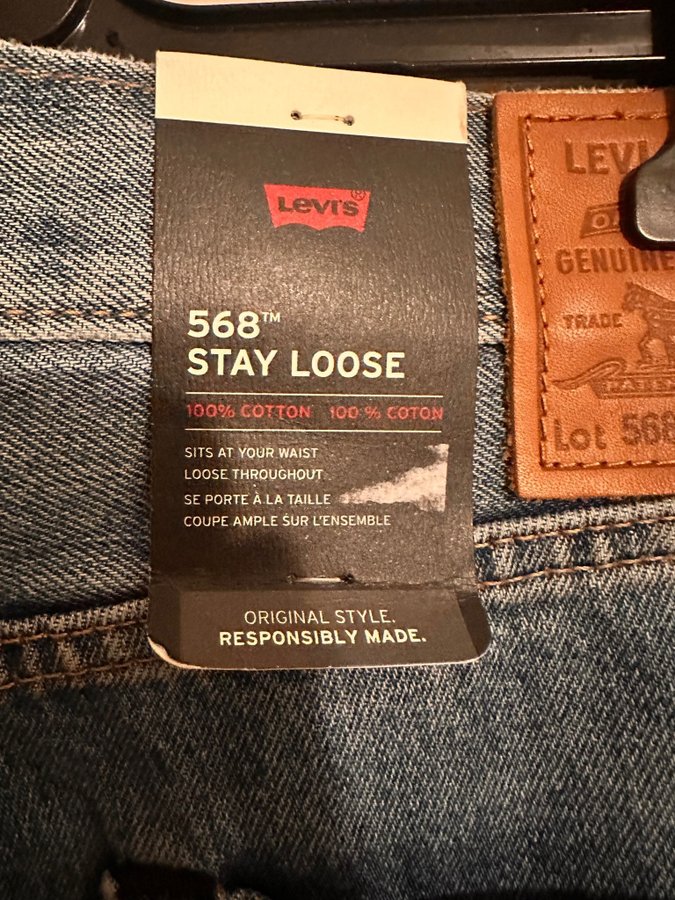 Levi's®
568™
STAY LOOSE
100% COTTON 100 % COTON
SITS AT YOUR WAIST
LOOSE THROUGHOUT
SE PORTE À LA TAILLE
COUPE AMPLE SUR L'ENSEMBLE
ORIGINAL STYLE.
RESPONSIBLY MADE.
LEVI
GENUINE
TRADE
Lot 568